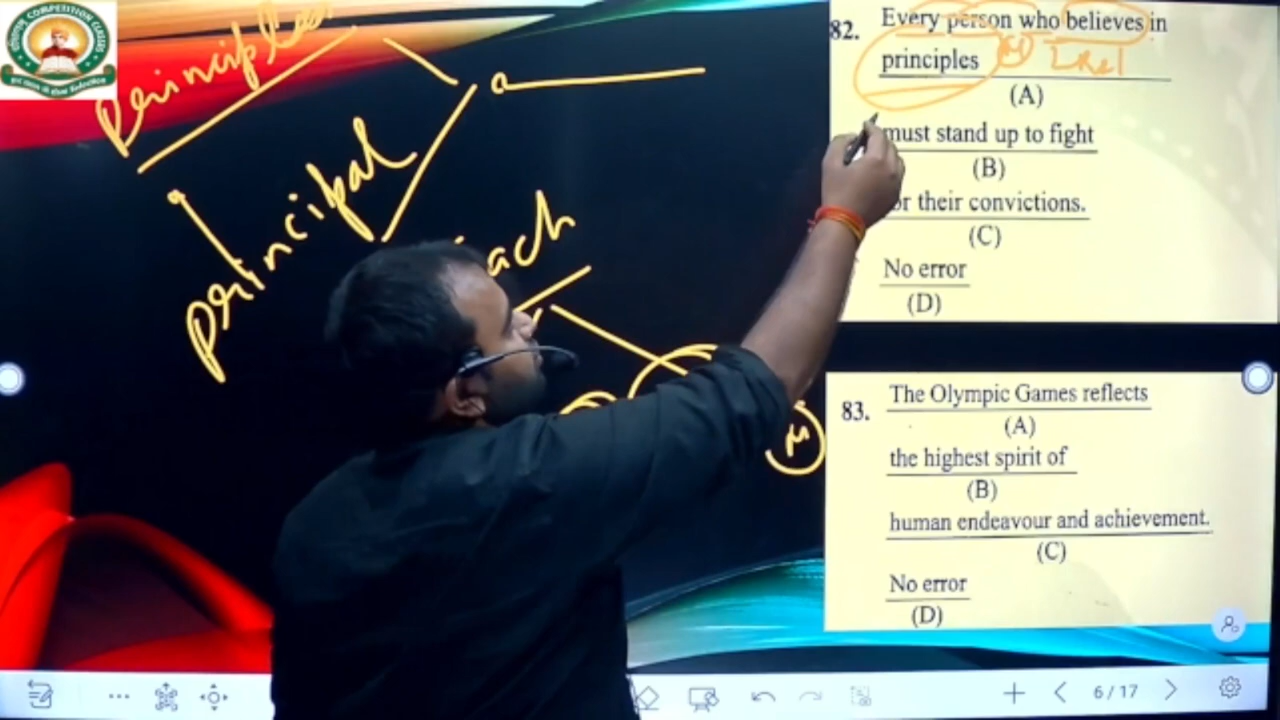 Principles
principal
each
82.
Every person who believes in
principles
(A)
must stand up to fight
(B)
or their convictions.
(C)
No error
(D)
83.
The Olympic Games reflects
(A)
the highest spirit of
(B)
human endeavour and achievement.
(C)
No error
(D)
6/17